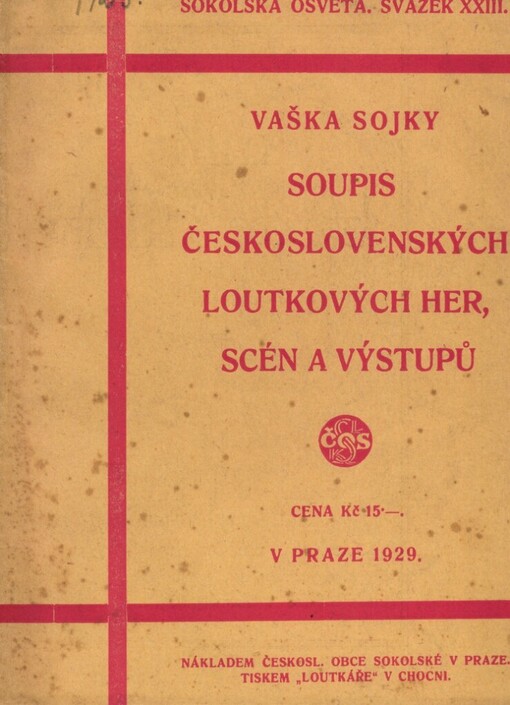 SOKOLSKÁ OSVĚTA. SVAZEK XXIII.
VAŠKA SOJKY
SOUPIS
ČESKOSLOVENSKÝCH
LOUTKOVÝCH HER,
SCÉN A VÝSTUPŮ
ČOS
CENA Kč 15·—.
V PRAZE 1929.
NÁKLADEM ČESKOSL. OBCE SOKOLSKÉ V PRAZE.
TISKEM „LOUTKÁŘE" V CHOCNI.